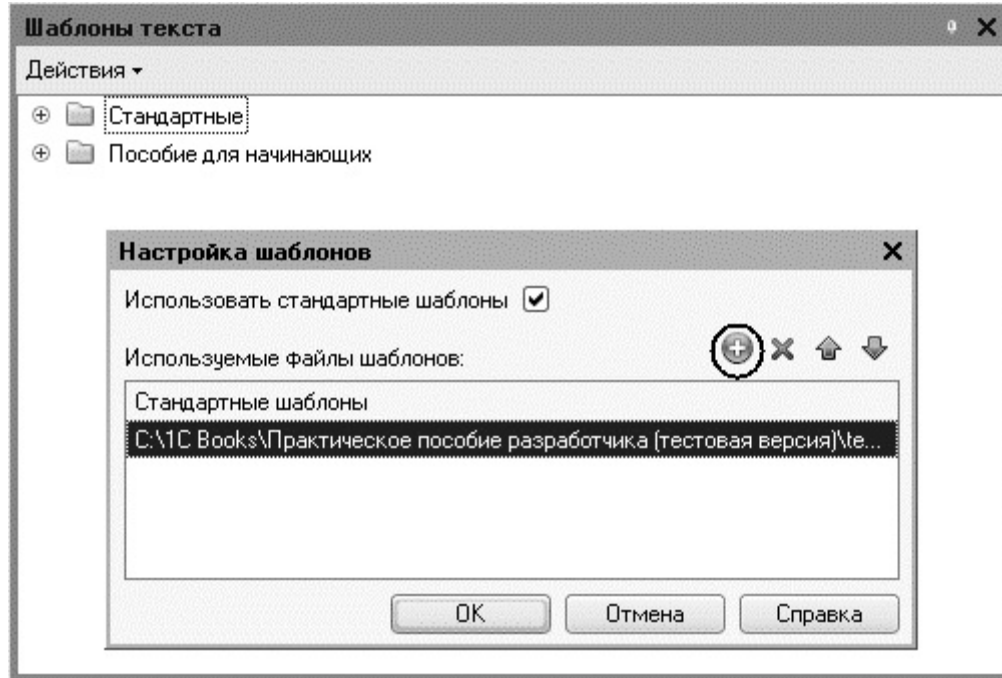 Шаблоны текста
Действия
Стандартные
Пособие для начинающих
Настройка шаблонов
Использовать стандартные шаблоны
Используемые файлы шаблонов:
Стандартные шаблоны
C:\1C Books\Практическое пособие разработчика (тестовая версия)\te...
OK
Отмена
Справка